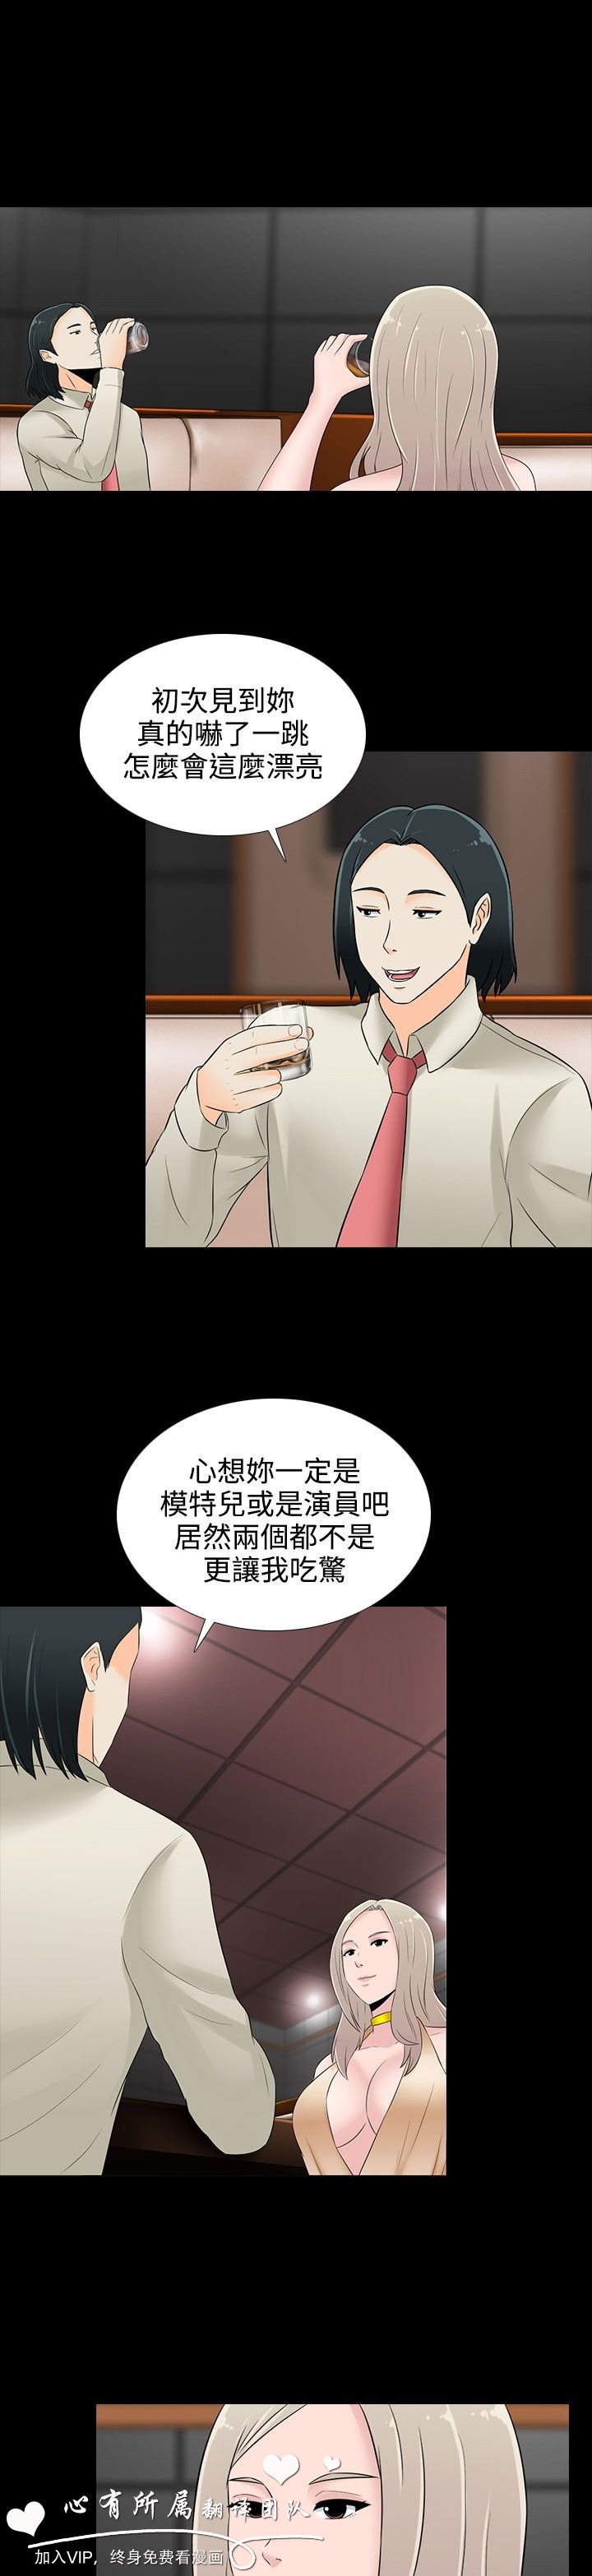 初次見到妳
真的嚇了一跳
怎麼會這麼漂亮
心想妳一定是
模特兒或是演員吧
居然兩個都不是
更讓我吃驚
心有所属翻译团队
加入VIP，终身免费看漫画